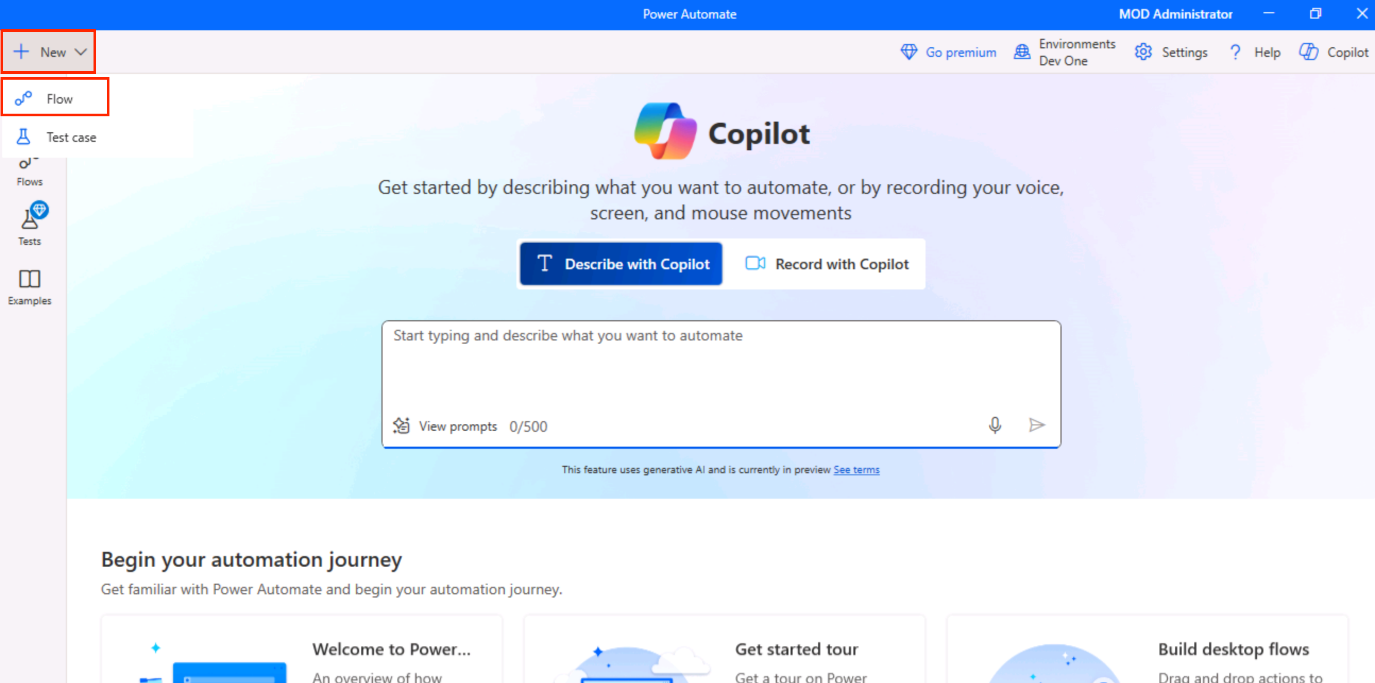 Power Automate
MOD Administrator
New
Go premium
Environments
Dev One
Settings
Help
Copilot
Flow
Test case
Flows
Tests
Examples
Copilot
Get started by describing what you want to automate, or by recording your voice,
screen, and mouse movements
Describe with Copilot
Record with Copilot
Start typing and describe what you want to automate
View prompts 0/500
This feature uses generative AI and is currently in preview See terms
Begin your automation journey
Get familiar with Power Automate and begin your automation journey.
Welcome to Power...
An overview of how
Get started tour
Get a tour on Power
Build desktop flows
Drag and drop actions to